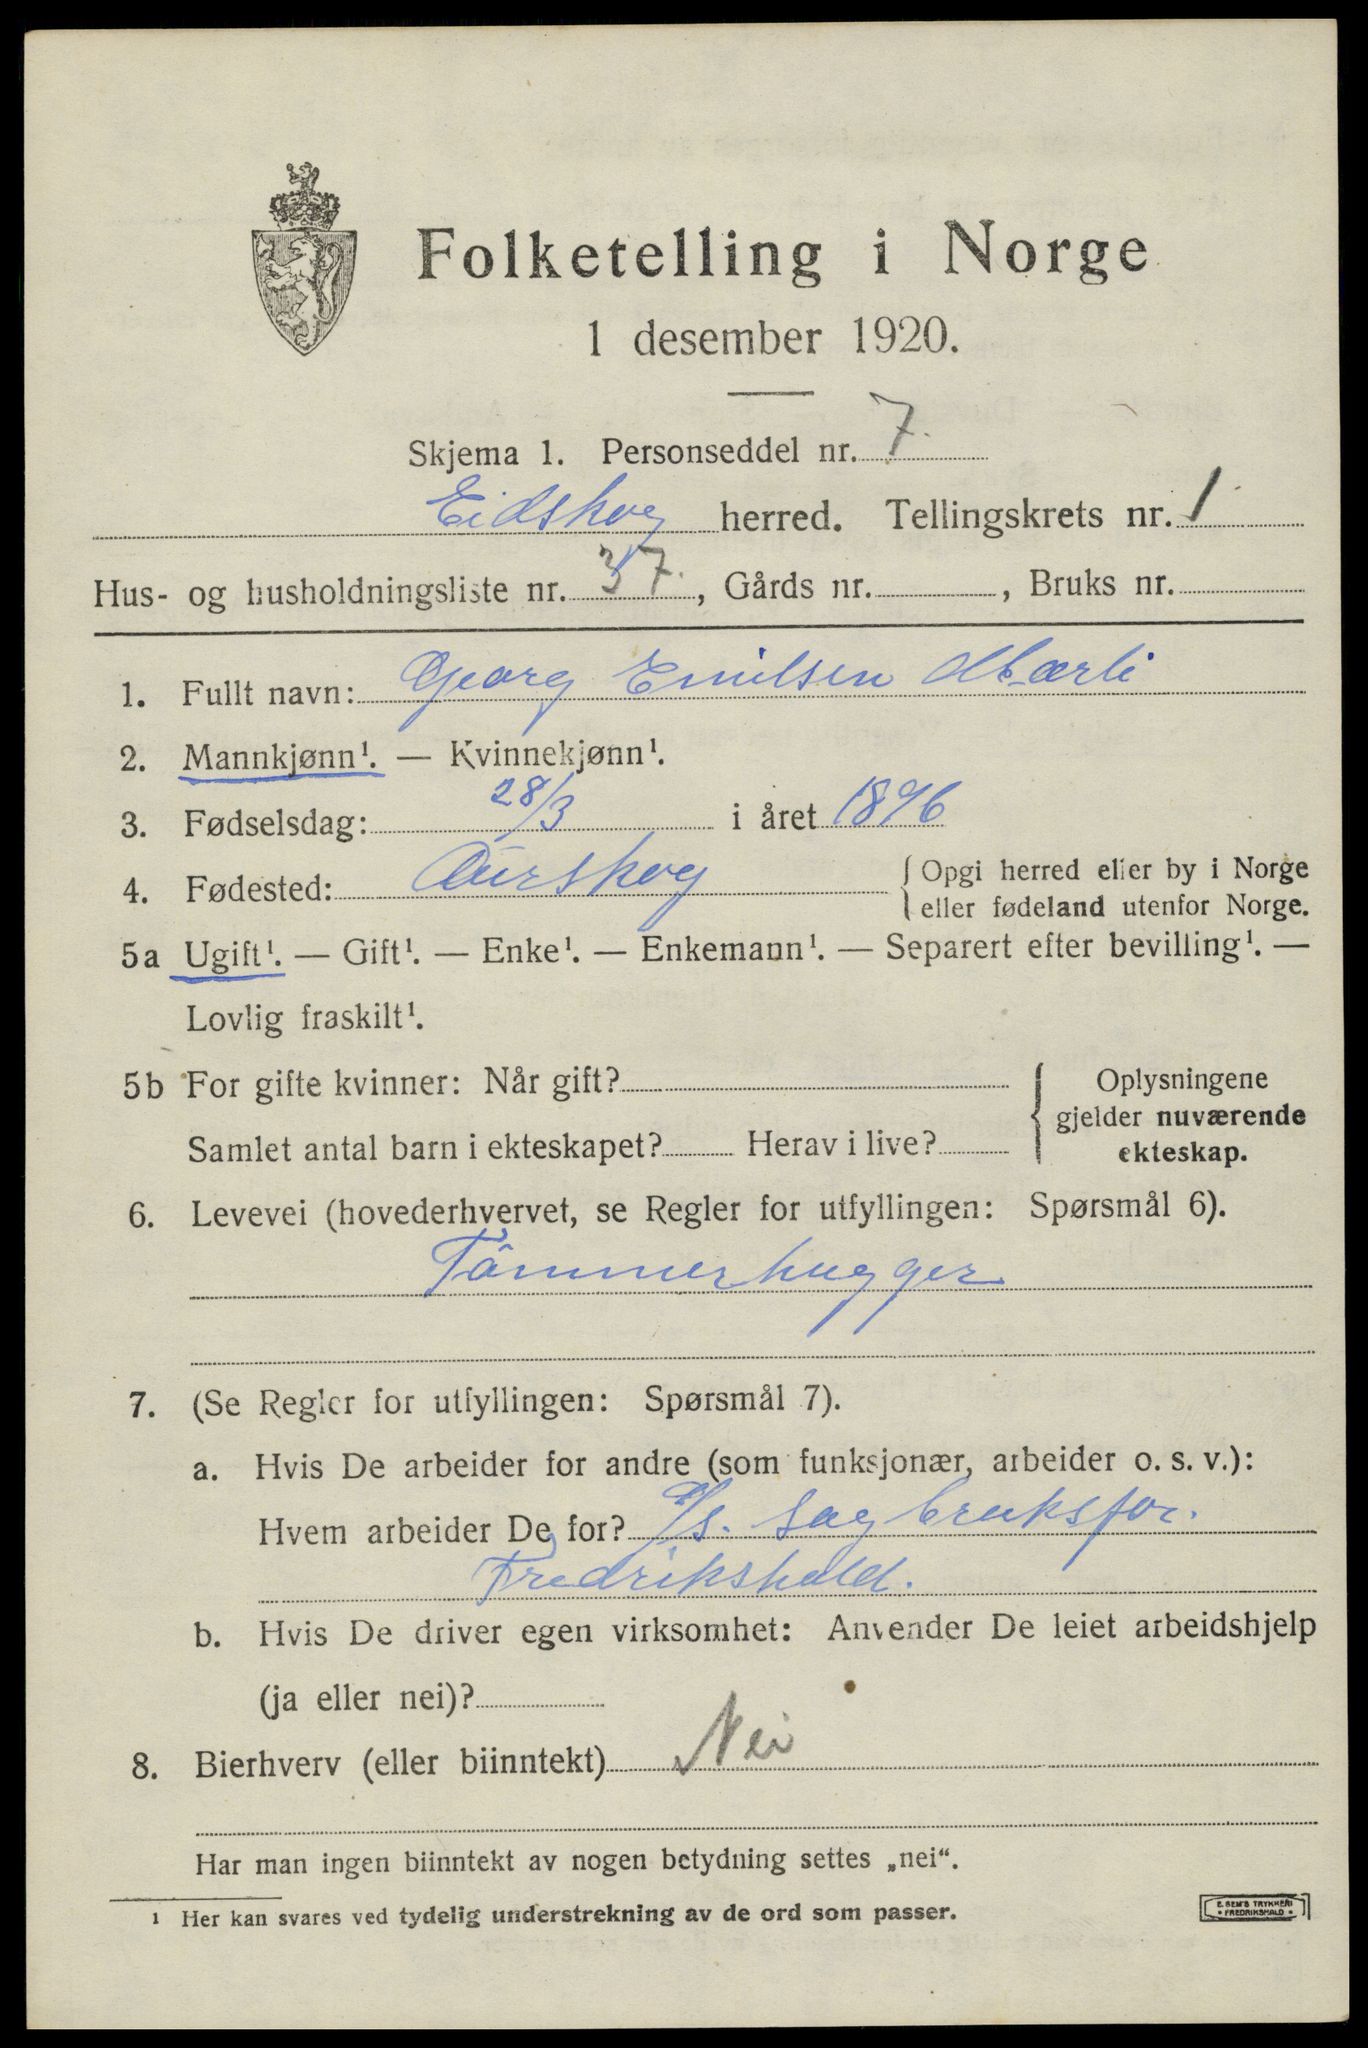 Folketelling i Norge
1 desember 1920.
Skjema 1. Personseddel nr. 7.
Eidskog herred. Tellingskrets nr. 1
Hus- og husholdningsliste nr. 37., Gårds nr. , Bruks nr.
1. Fullt navn: Georg Emilsen Mærli
2. Mannkjønn¹. — Kvinnekjønn¹.
3. Fødselsdag: 28/3 i året 1896
4. Fødested: Aurskog { Opgi herred eller by i Norge
eller fødeland utenfor Norge.
5a Ugift¹. — Gift¹. — Enke¹. — Enkemann¹. — Separert efter bevilling¹. —
Lovlig fraskilt¹.
5b For gifte kvinner: Når gift? { Oplysningene
gjelder nuværende
Samlet antal barn i ekteskapet? Herav i live? ekteskap.
6. Levevei (hovederhvervet, se Regler for utfyllingen: Spørsmål 6).
Tømmerhugger
7. (Se Regler for utfyllingen: Spørsmål 7).
a. Hvis De arbeider for andre (som funksjonær, arbeider o. s. v.):
Hvem arbeider De for? A/s. Sagbruksfor.
Fredrikshald.
b. Hvis De driver egen virksomhet: Anvender De leiet arbeidshjelp
(ja eller nei)?
8. Bierhverv (eller biinntekt) Nei
Har man ingen biinntekt av nogen betydning settes „nei“.
¹ Her kan svares ved tydelig understrekning av de ord som passer.
E. SEM'S TRYKKERI
• FREDRIKSHALD •